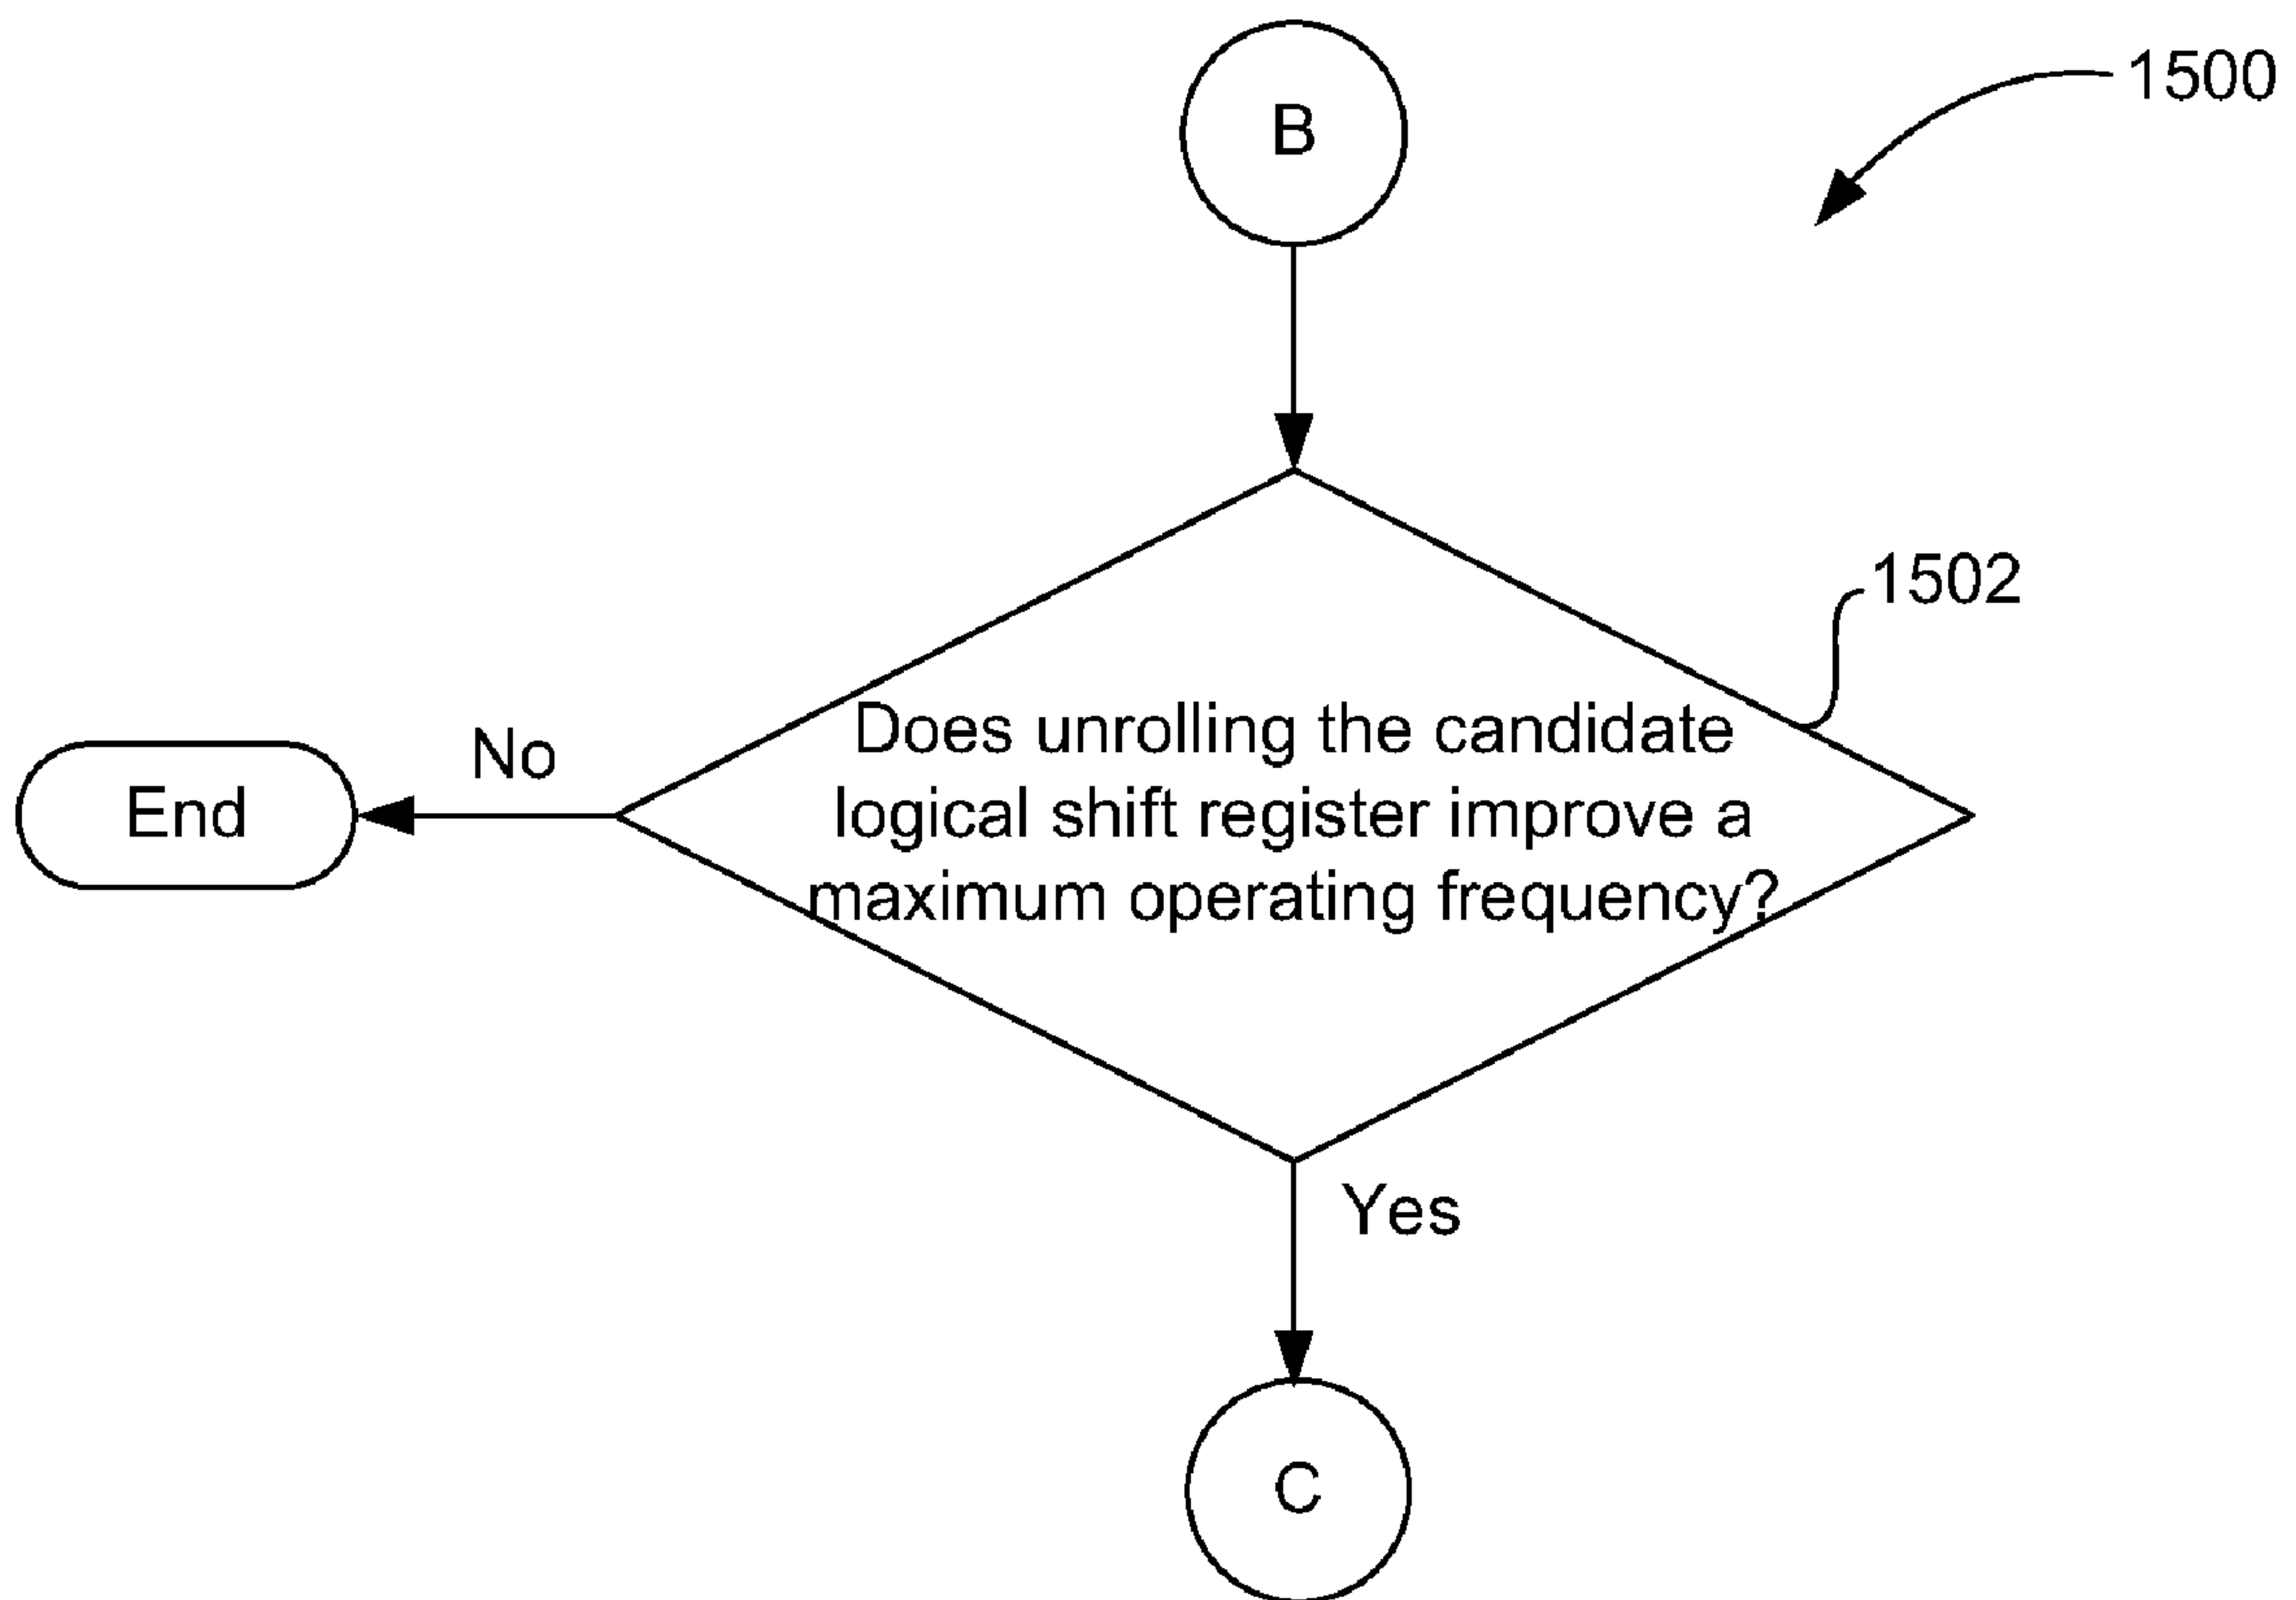 B
1500
1502
Does unrolling the candidate
logical shift register improve a
maximum operating frequency?
No
End
Yes
C